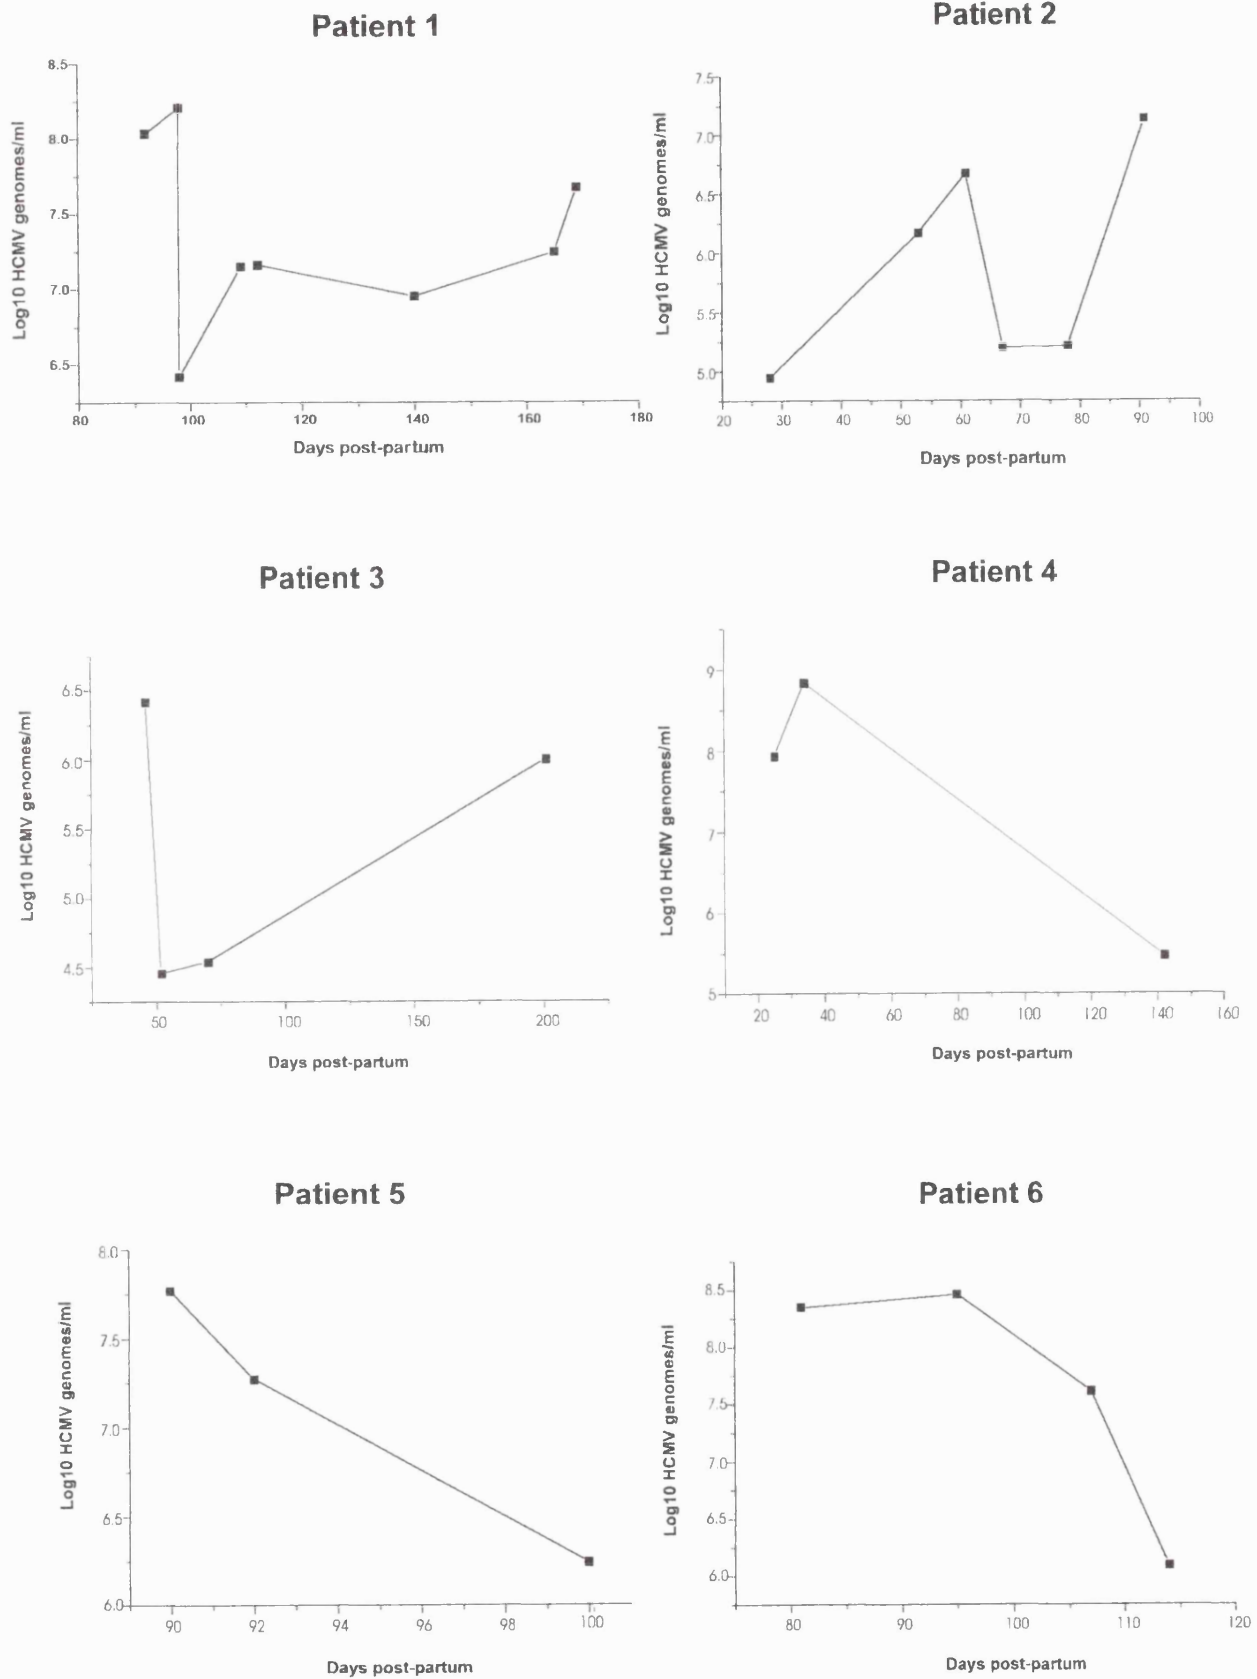 Patient 1
8.5
8.0
7.5
7.0
6.5
Log10 HCMV genomes/ml
80 100 120 140 160 180
Days post-partum
Patient 2
7.5
7.0
6.5
6.0
5.5
5.0
Log10 HCMV genomes/ml
20 30 40 50 60 70 80 90 100
Days post-partum
Patient 3
6.5
6.0
5.5
5.0
4.5
Log10 HCMV genomes/ml
50 100 150 200
Days post-partum
Patient 4
9
8
7
6
5
Log10 HCMV genomes/ml
20 40 60 80 100 120 140 160
Days post-partum
Patient 5
8.0
7.5
7.0
6.5
6.0
Log10 HCMV genomes/ml
90 92 94 96 98 100
Days post-partum
Patient 6
8.5
8.0
7.5
7.0
6.5
6.0
Log10 HCMV genomes/ml
80 90 100 110 120
Days post-partum